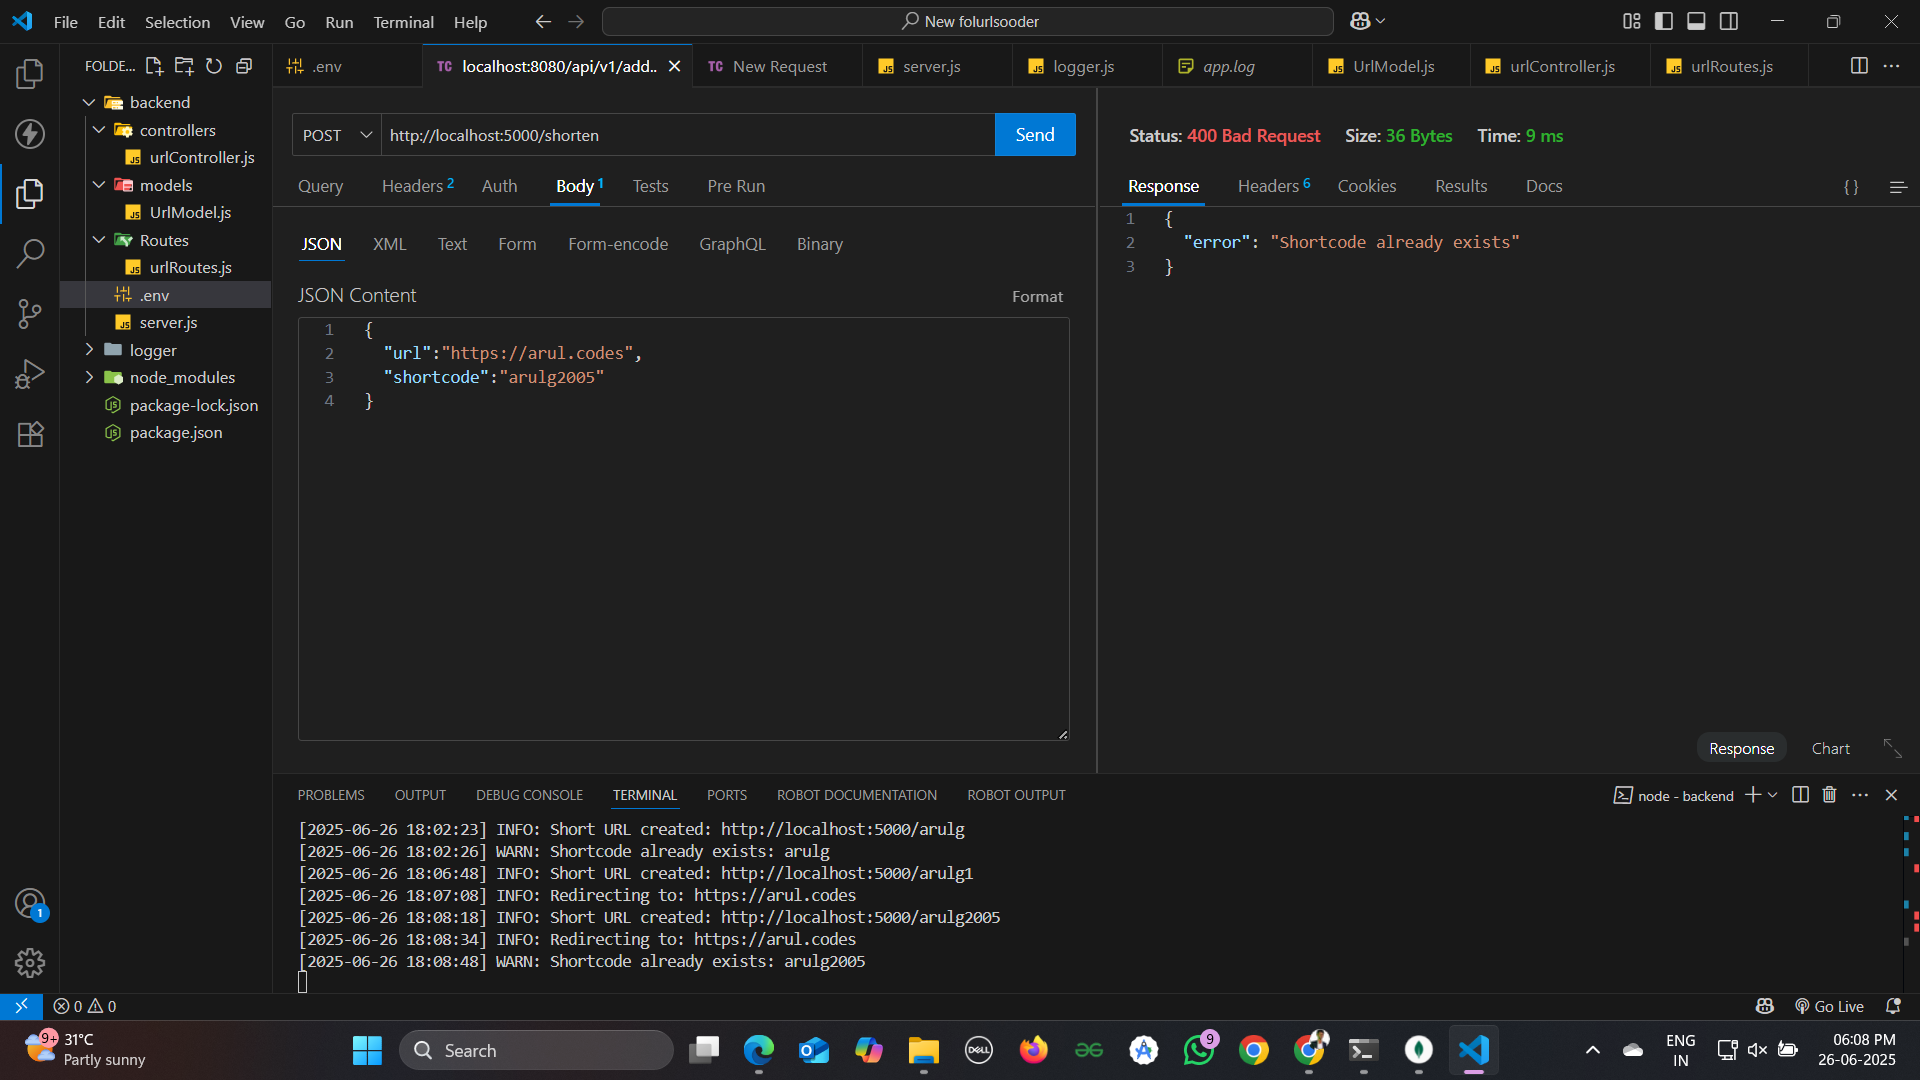 File Edit Selection View Go Run Terminal Help
New folurlsooder
FOLDE...
.env
TC localhost:8080/api/v1/add..
TC New Request
JS server.js
JS logger.js
app.log
JS UrlModel.js
JS urlController.js
JS urlRoutes.js
backend
controllers
JS urlController.js
models
JS UrlModel.js
Routes
JS urlRoutes.js
.env
JS server.js
logger
node_modules
package-lock.json
package.json
POST http://localhost:5000/shorten Send
Query Headers 2 Auth Body 1 Tests Pre Run
JSON XML Text Form Form-encode GraphQL Binary
JSON Content Format
1 {
2 "url":"https://arul.codes",
3 "shortcode":"arulg2005"
4 }
Status: 400 Bad Request Size: 36 Bytes Time: 9 ms
Response Headers 6 Cookies Results Docs { }
1 {
2 "error": "Shortcode already exists"
3 }
Response Chart
PROBLEMS OUTPUT DEBUG CONSOLE TERMINAL PORTS ROBOT DOCUMENTATION ROBOT OUTPUT
node - backend
[2025-06-26 18:02:23] INFO: Short URL created: http://localhost:5000/arulg
[2025-06-26 18:02:26] WARN: Shortcode already exists: arulg
[2025-06-26 18:06:48] INFO: Short URL created: http://localhost:5000/arulg1
[2025-06-26 18:07:08] INFO: Redirecting to: https://arul.codes
[2025-06-26 18:08:18] INFO: Short URL created: http://localhost:5000/arulg2005
[2025-06-26 18:08:34] INFO: Redirecting to: https://arul.codes
[2025-06-26 18:08:48] WARN: Shortcode already exists: arulg2005
1
0 0
Go Live
9+
31°C
Partly sunny
Search
DELL
9
ENG
IN
06:08 PM
26-06-2025